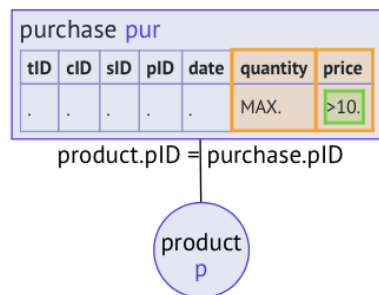 purchase pur
tID cID sID pID date quantity price
. . . . . MAX. >10.
product.pID = purchase.pID
product
p